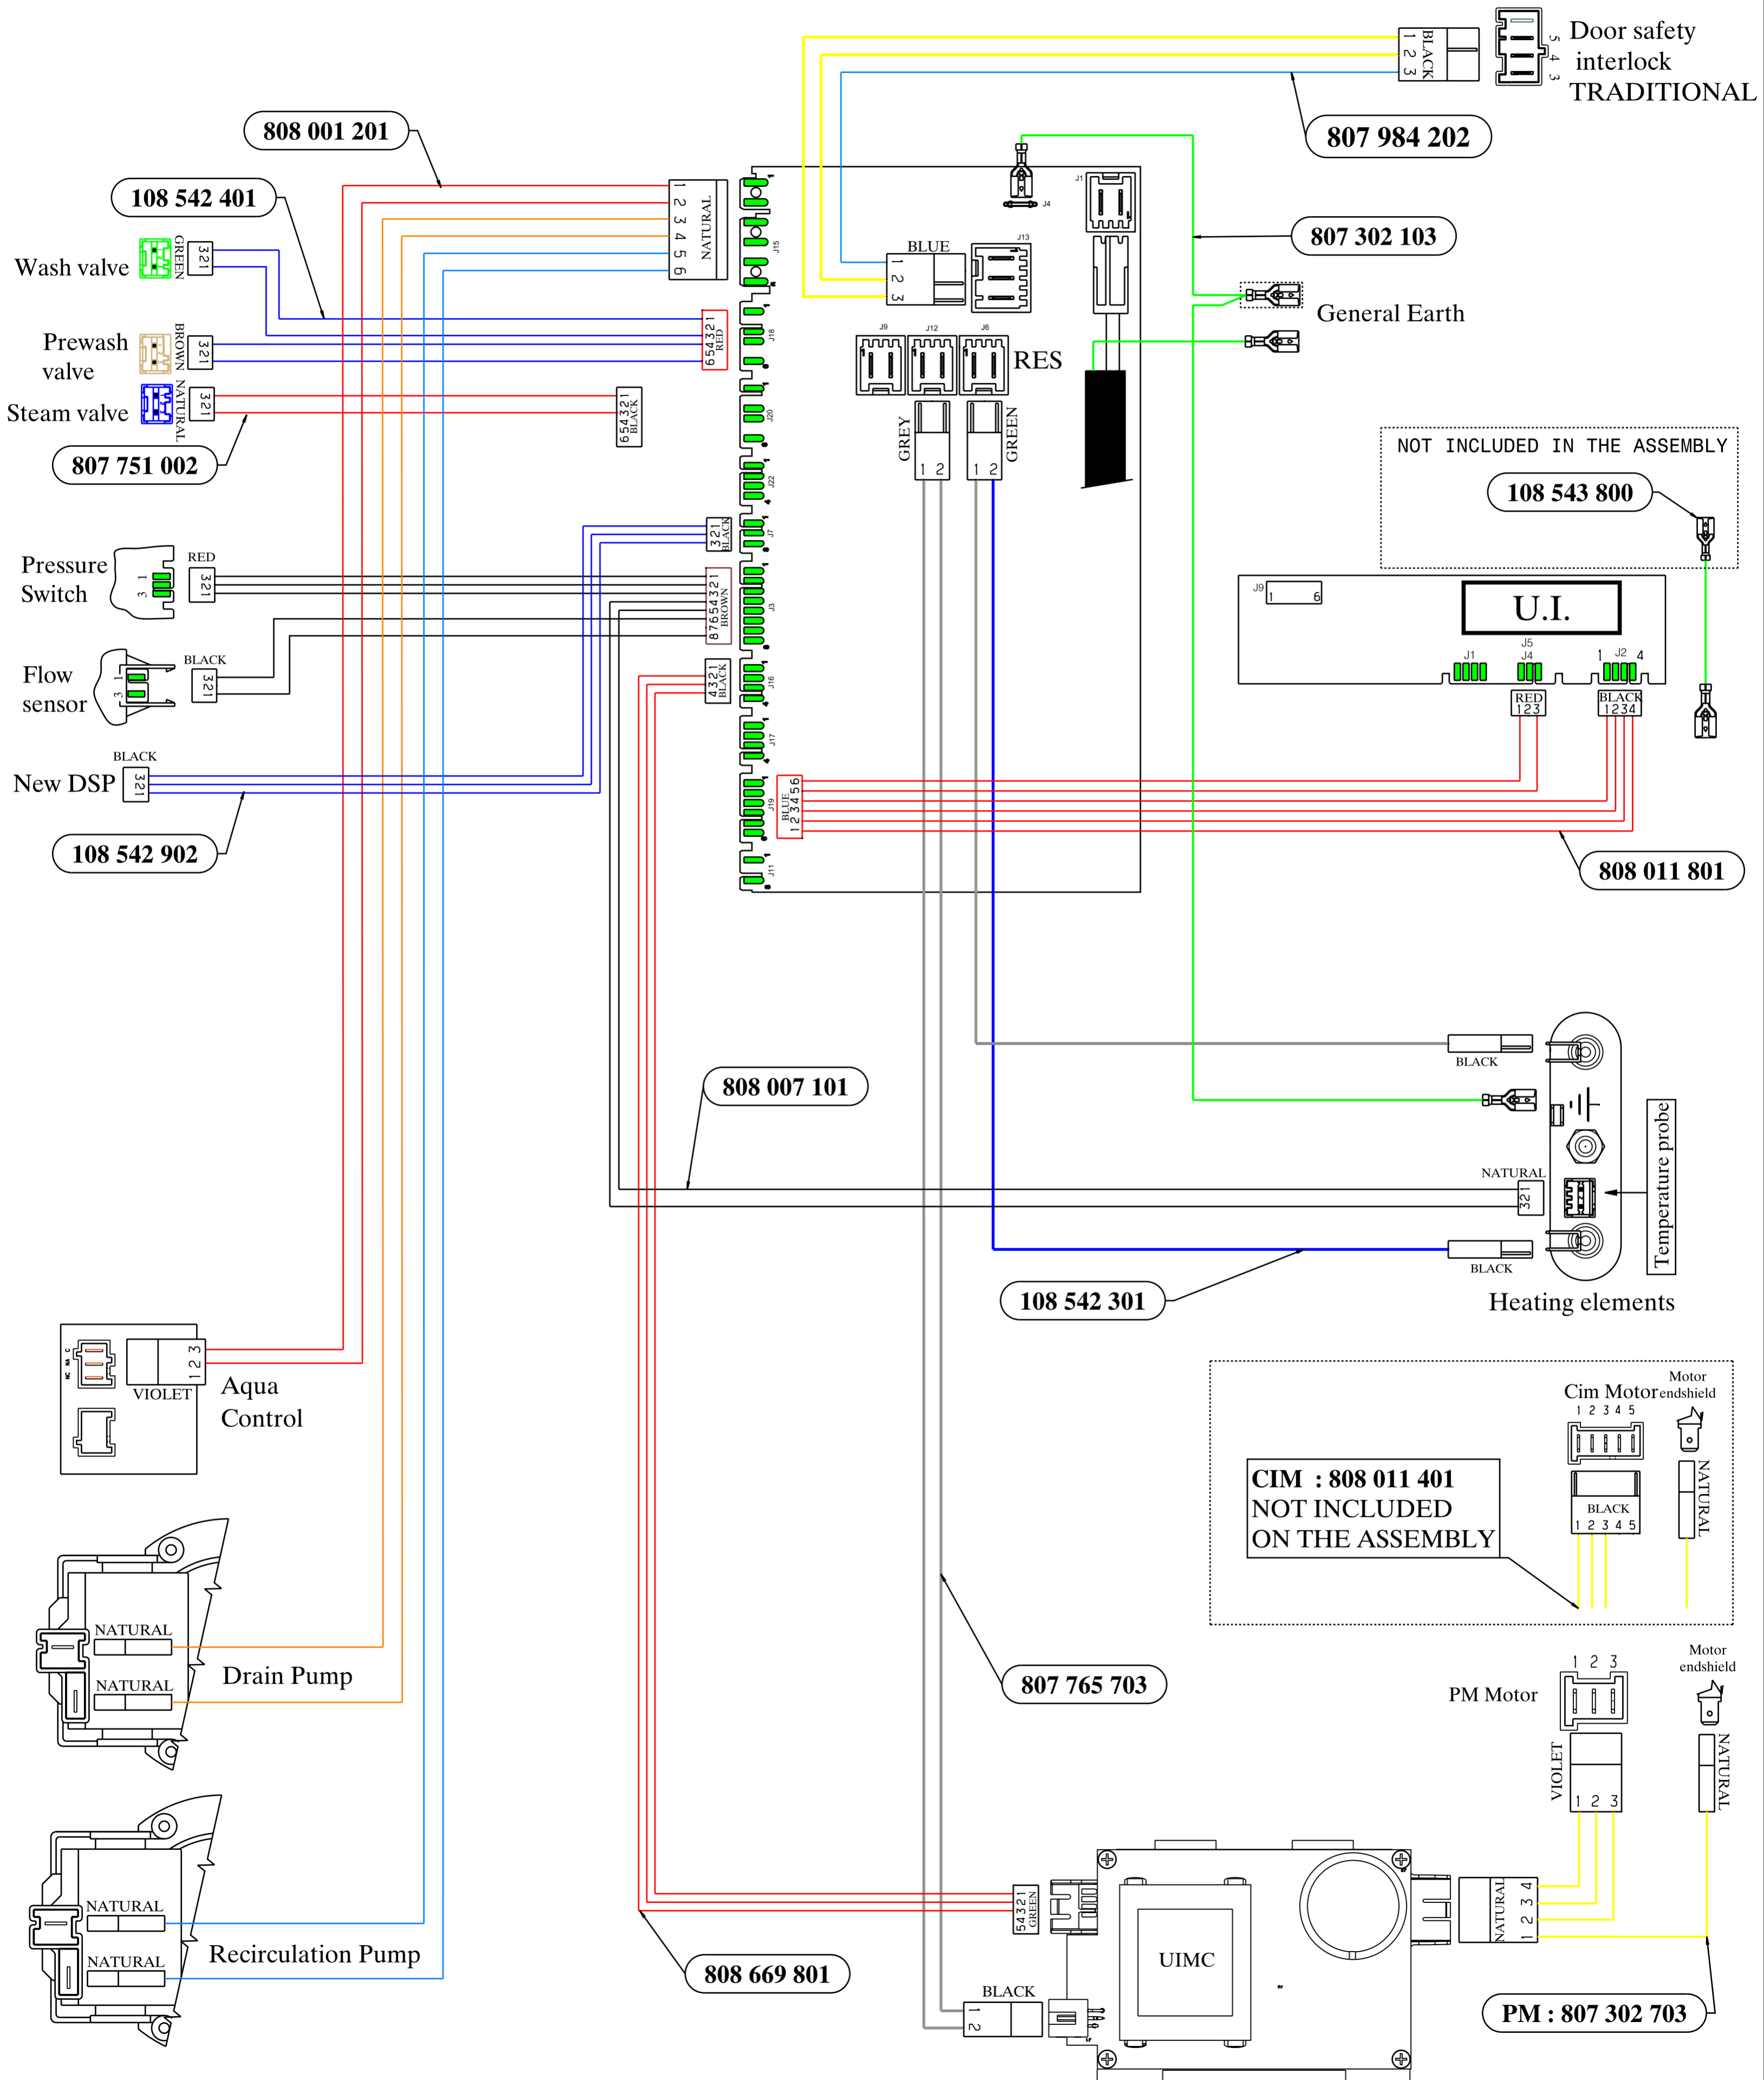 Door safety
interlock
TRADITIONAL
5 4 3
BLACK
1
2
3
807 984 202
808 001 201
108 542 401
NATURAL
1
2
3
4
5
6
J15
J4
J1
807 302 103
Wash valve
GREEN
321
BLUE
1
2
3
J13
General Earth
Prewash
valve
BROWN
321
654321
RED
J18
J9
J12
J6
RES
Steam valve
NATURAL
321
654321
BLACK
J20
GREY
1 2
GREEN
1 2
807 751 002
NOT INCLUDED IN THE ASSEMBLY
108 543 800
J22
321
BLACK
J7
Pressure
Switch
1
3
RED
321
87654321
BROWN
J3
J9
1 6
U.I.
J5
J1
J4
1 J2 4
Flow
sensor
1
3
BLACK
321
4321
BLACK
J16
RED
123
BLACK
1234
J17
New DSP
BLACK
321
BLUE
123456
J19
108 542 902
808 011 801
J11
BLACK
808 007 101
NATURAL
321
Temperature probe
BLACK
108 542 301
Heating elements
NC NA C
VIOLET
1 2 3
Aqua
Control
Cim Motor
Motor
endshield
1 2 3 4 5
CIM : 808 011 401
NOT INCLUDED
ON THE ASSEMBLY
BLACK
1 2 3 4 5
NATURAL
NATURAL
NATURAL
Drain Pump
807 765 703
PM Motor
1 2 3
Motor
endshield
VIOLET
1 2 3
NATURAL
NATURAL
NATURAL
Recirculation Pump
808 669 801
54321
GREEN
UIMC
NATURAL
1 2 3 4
BLACK
1
2
PM : 807 302 703